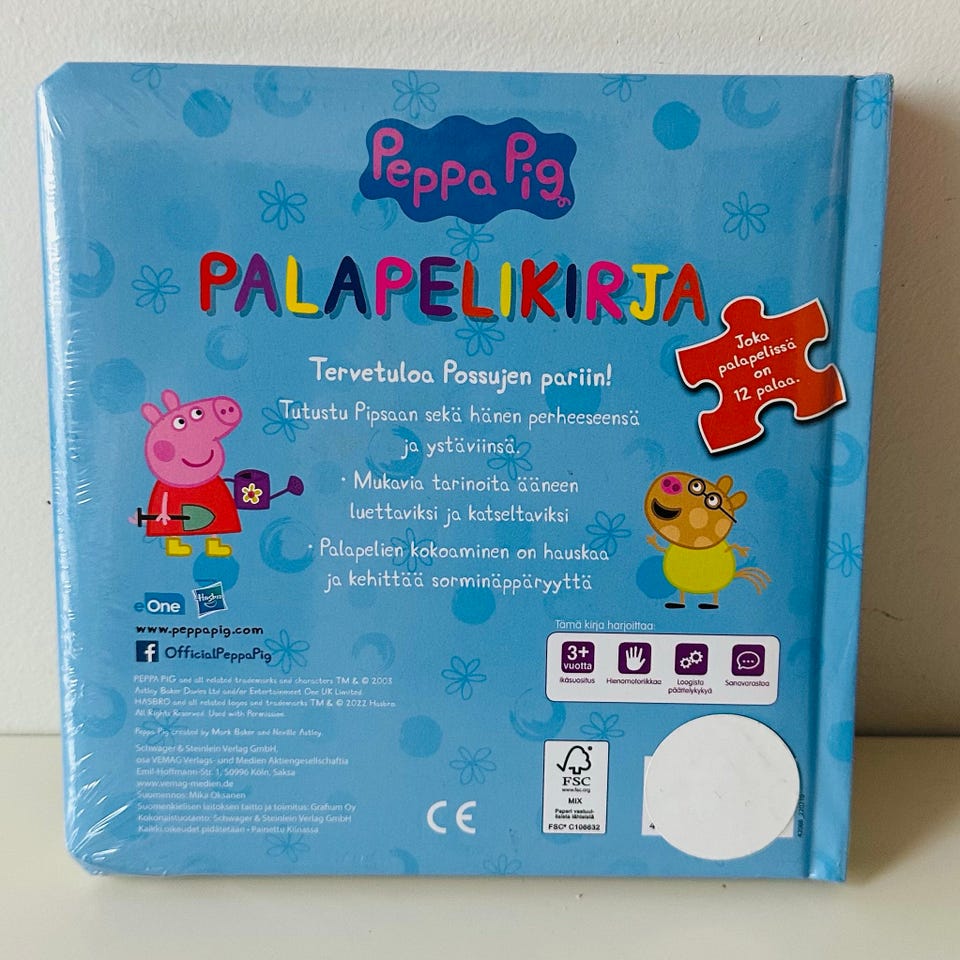 Peppa Pig
PALAPELIKIRJA
Joka
palapelissä
on
12 palaa.
Tervetuloa Possujen pariin!
Tutustu Pipsaan sekä hänen perheeseensä
ja ystäviinsä.
· Mukavia tarinoita ääneen
luettaviksi ja katseltaviksi
· Palapelien kokoaminen on hauskaa
ja kehittää sorminäppäryyttä
eOne
Hasbro
www.peppapig.com
f OfficialPeppaPig
Tämä kirja harjoittaa:
3+
vuotta
Ikäsuositus
Hienomotoriikkaa
Loogista
päättelykykyä
Sanavarastoa
PEPPA PIG and all related trademarks and characters TM & © 2003
Astley Baker Davies Ltd and/or Entertainment One UK Limited.
HASBRO and all related logos and trademarks TM & © 2022 Hasbro.
All Rights Reserved. Used with Permission.
Peppa Pig created by Mark Baker and Neville Astley.
Schwager & Steinlein Verlag GmbH,
osa VEMAG Verlags- und Medien Aktiengesellschaftia
Emil-Hoffmann-Str. 1, 50996 Köln, Saksa
www.vemag-medien.de
Suomennos: Mika Oksanen
Suomenkielisen laitoksen taitto ja toimitus: Grafium Oy
Kokonaistuotanto: Schwager & Steinlein Verlag GmbH
Kaikki oikeudet pidätetään • Painettu Kiinassa
CE
FSC
www.fsc.org
MIX
Paperi vastuul-
lisista lähteistä
FSC® C106632
4